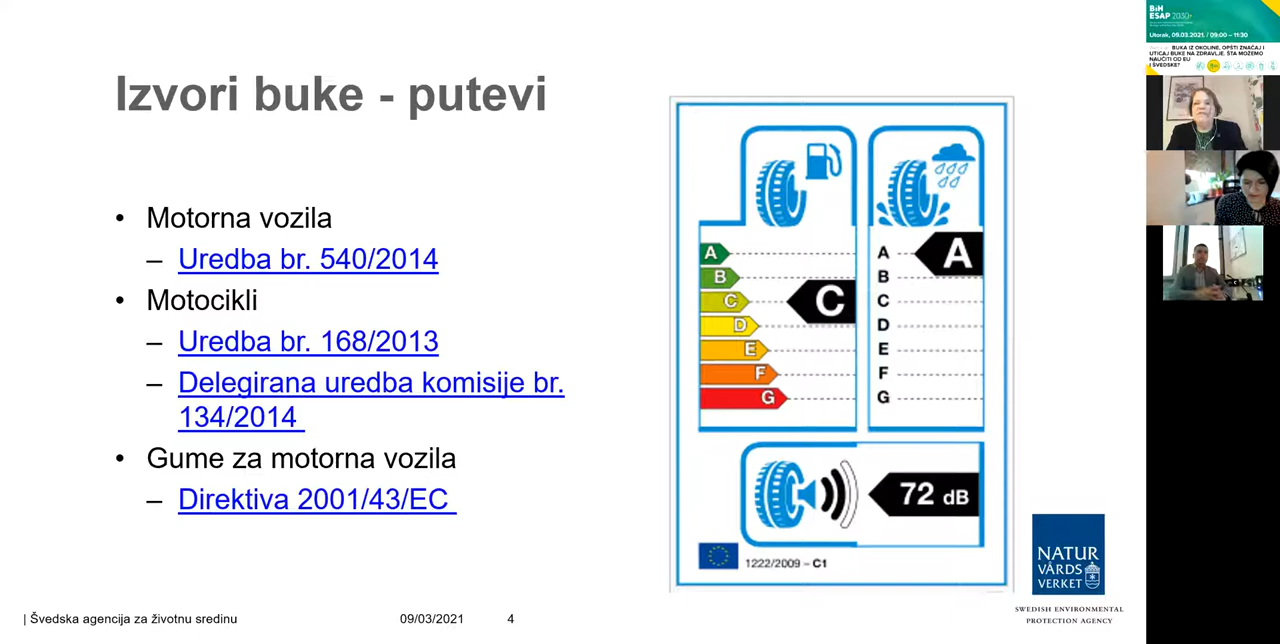 Izvori buke - putevi
• Motorna vozila
– Uredba br. 540/2014
• Motocikli
– Uredba br. 168/2013
– Delegirana uredba komisije br.
134/2014
• Gume za motorna vozila
– Direktiva 2001/43/EC
A
B
C
D
E
F
G
C
A
B
C
D
E
F
G
A
72 dB
1222/2009 – C1
NATUR
VÅRDS
VERKET
SWEDISH ENVIRONMENTAL
PROTECTION AGENCY
| Švedska agencija za životnu sredinu
09/03/2021
4
BiH
ESAP 2030+
Utorak, 09.03.2021. / 09:00 – 11:30
BUKA IZ OKOLINE, OPŠTI ZNAČAJ I
UTICAJ BUKE NA ZDRAVLJE. ŠTA MOŽEMO
NAUČITI OD EU
I ŠVEDSKE?